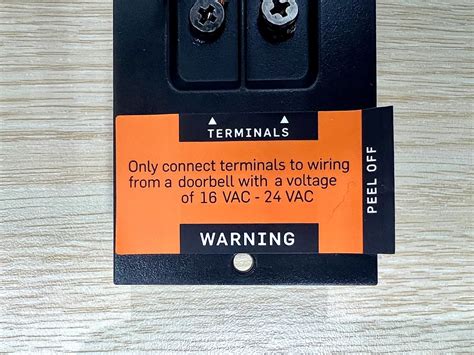 TERMINALS
Only connect terminals to wiring
from a doorbell with a voltage
of 16 VAC - 24 VAC
WARNING
PEEL OFF